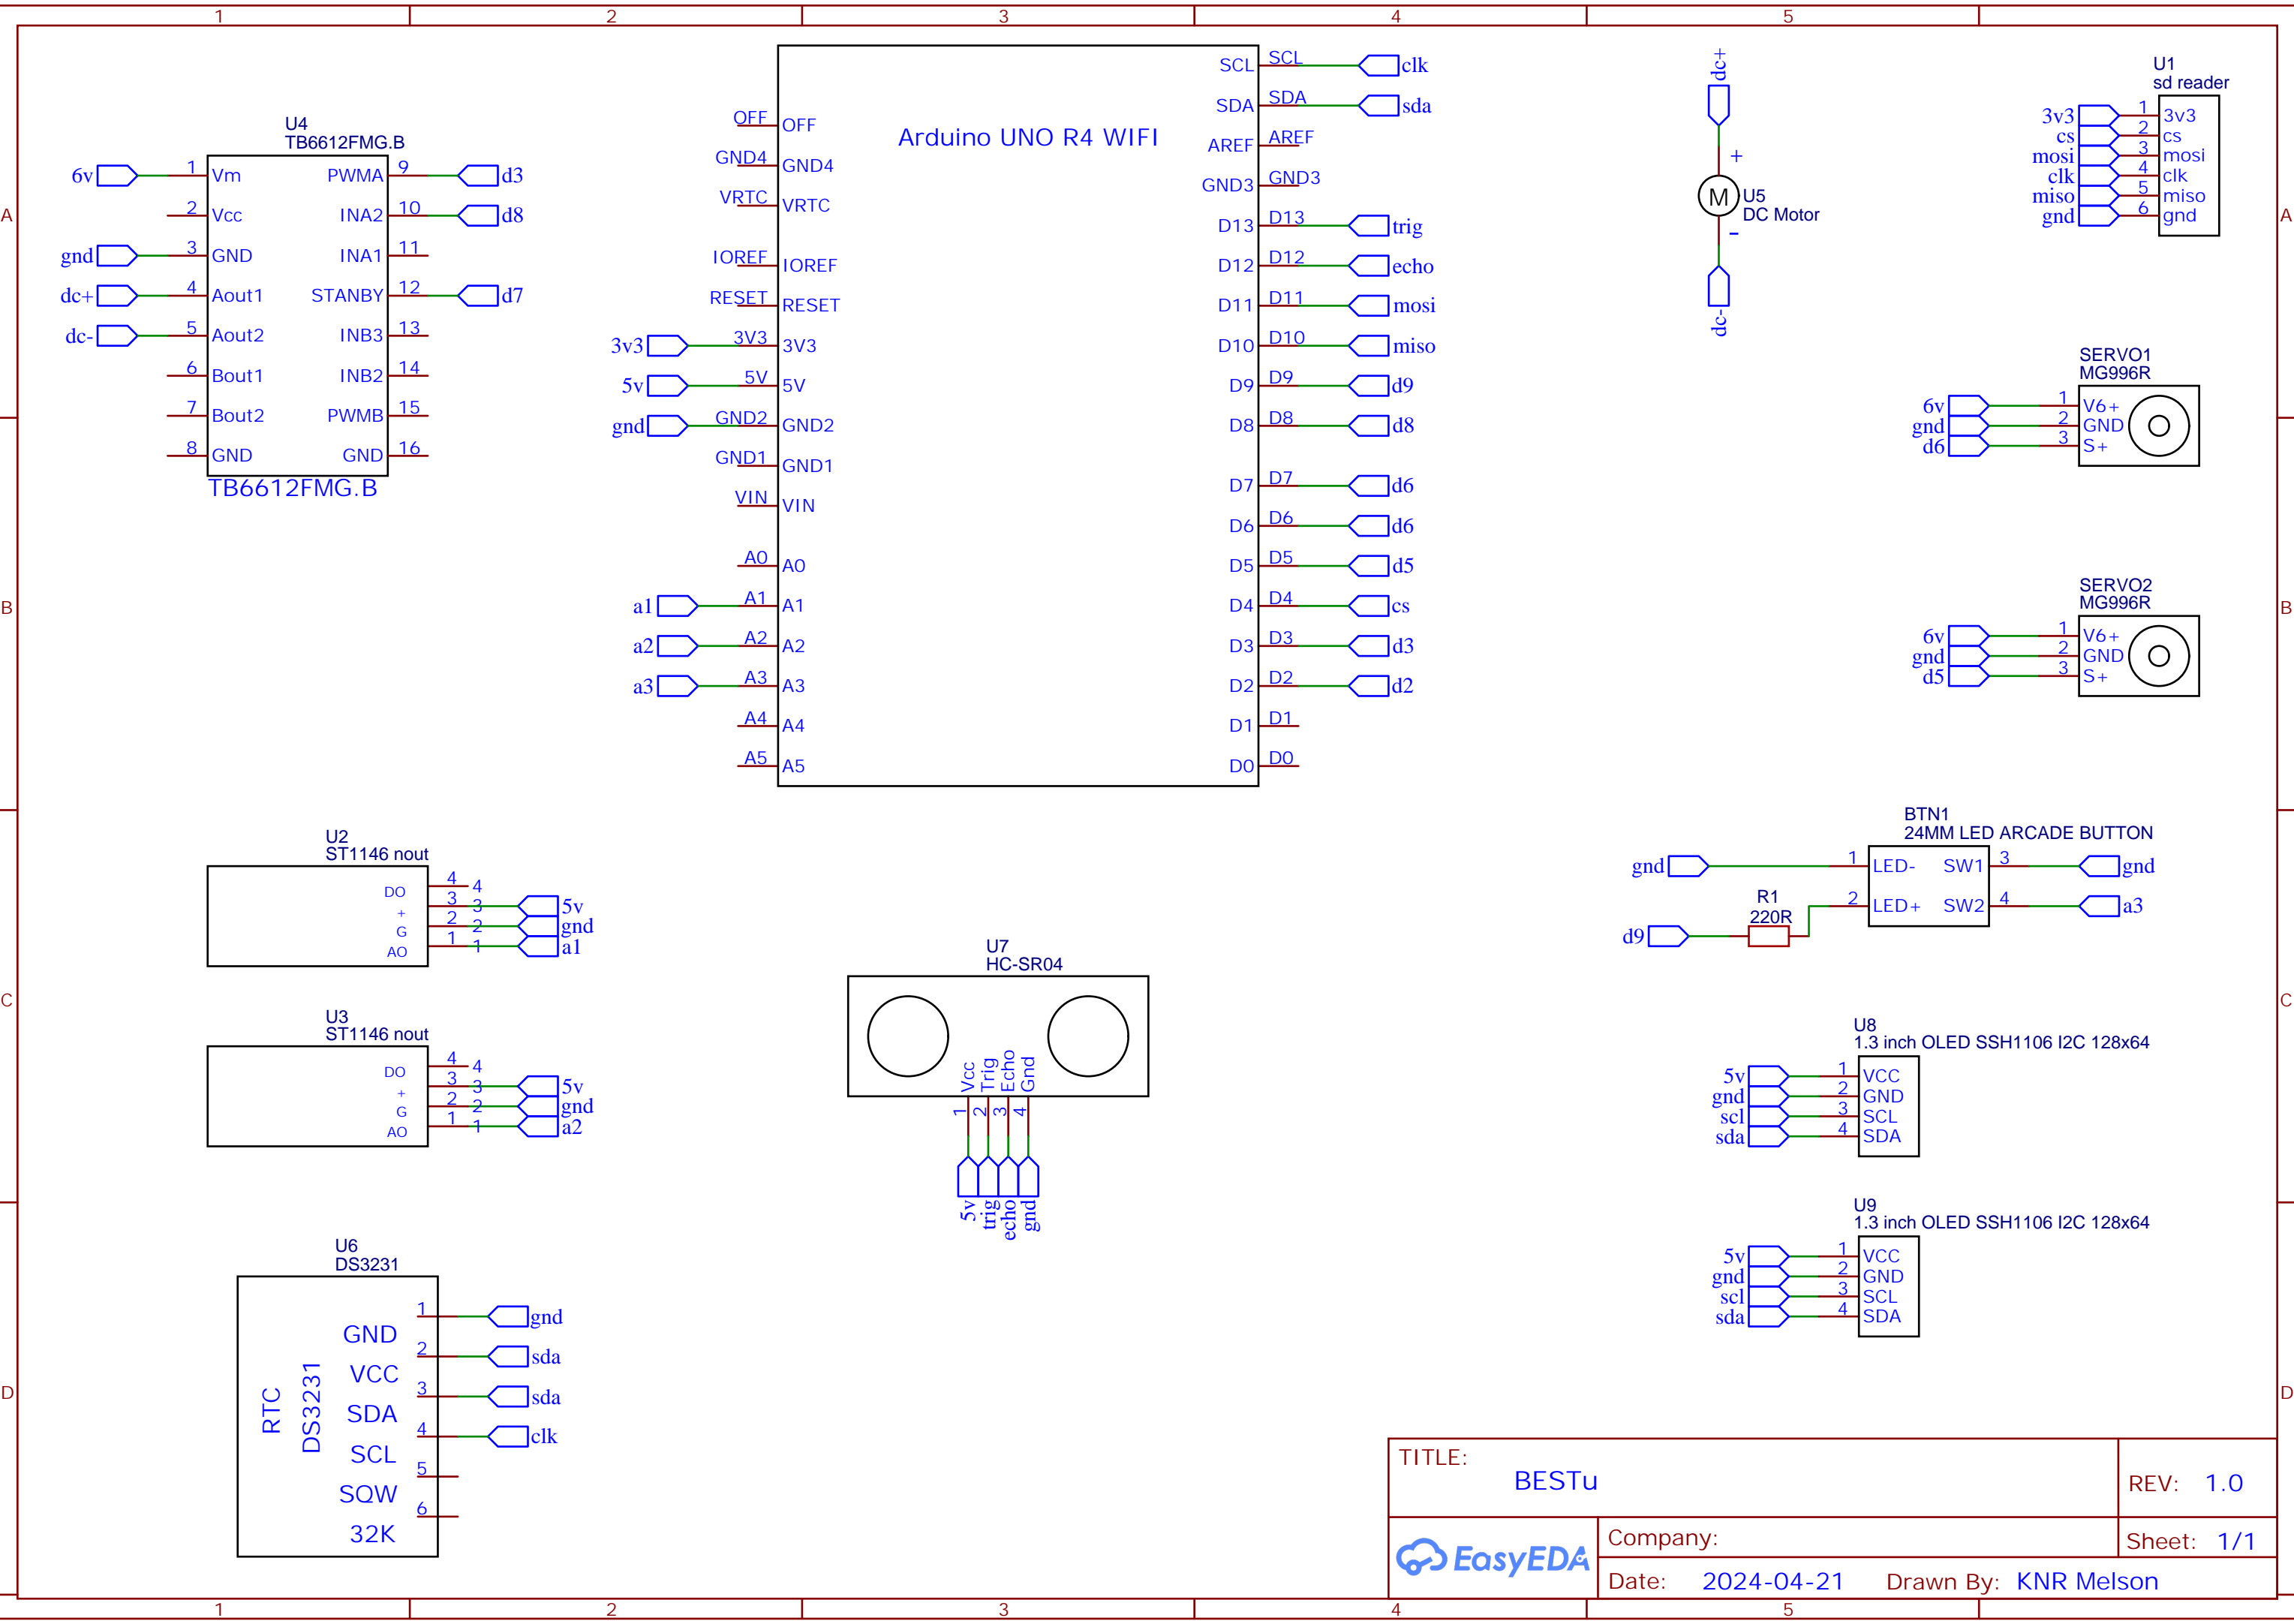 1 2 3 4 5
A
B
C
D
A
B
C
D
1 2 3 4 5
U4
TB6612FMG.B
6v 1 Vm PWMA 9 d3
2 Vcc INA2 10 d8
gnd 3 GND INA1 11
dc+ 4 Aout1 STANBY 12 d7
dc- 5 Aout2 INB3 13
6 Bout1 INB2 14
7 Bout2 PWMB 15
8 GND GND 16
TB6612FMG.B
Arduino UNO R4 WIFI
OFF OFF
GND4 GND4
VRTC VRTC
IOREF IOREF
RESET RESET
3v3 3V3 3V3
5v 5V 5V
gnd GND2 GND2
GND1 GND1
VIN VIN
A0 A0
a1 A1 A1
a2 A2 A2
a3 A3 A3
A4 A4
A5 A5
SCL SCL clk
SDA SDA sda
AREF AREF
GND3 GND3
D13 D13 trig
D12 D12 echo
D11 D11 mosi
D10 D10 miso
D9 D9 d9
D8 D8 d8
D7 D7 d6
D6 D6 d6
D5 D5 d5
D4 D4 cs
D3 D3 d3
D2 D2 d2
D1 D1
D0 D0
dc+
+
M U5
DC Motor
-
dc-
U1
sd reader
3v3 1 3v3
cs 2 cs
mosi 3 mosi
clk 4 clk
miso 5 miso
gnd 6 gnd
SERVO1
MG996R
6v 1 V6+
gnd 2 GND
d6 3 S+
SERVO2
MG996R
6v 1 V6+
gnd 2 GND
d5 3 S+
U2
ST1146 nout
DO 4 4
+ 3 3 5v
G 2 2 gnd
AO 1 1 a1
U3
ST1146 nout
DO 4 4
+ 3 3 5v
G 2 2 gnd
AO 1 1 a2
U7
HC-SR04
Vcc 1 5v
Trig 2 trig
Echo 3 echo
Gnd 4 gnd
BTN1
24MM LED ARCADE BUTTON
gnd 1 LED- SW1 3 gnd
R1
220R
d9 2 LED+ SW2 4 a3
U8
1.3 inch OLED SSH1106 I2C 128x64
5v 1 VCC
gnd 2 GND
scl 3 SCL
sda 4 SDA
U9
1.3 inch OLED SSH1106 I2C 128x64
5v 1 VCC
gnd 2 GND
scl 3 SCL
sda 4 SDA
U6
DS3231
RTC
DS3231
GND 1 gnd
VCC 2 sda
SDA 3 sda
SCL 4 clk
SQW 5
32K 6
TITLE:
BESTu
REV: 1.0
EasyEDA
Company:
Sheet: 1/1
Date: 2024-04-21 Drawn By: KNR Melson